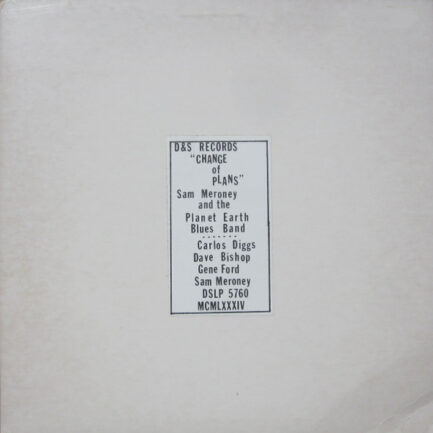 D&S RECORDS
"CHANGE
of
PLANS"
Sam Meroney
and the
Planet Earth
Blues Band
Carlos Diggs
Dave Bishop
Gene Ford
Sam Meroney
DSLP 5760
MCMLXXXIV